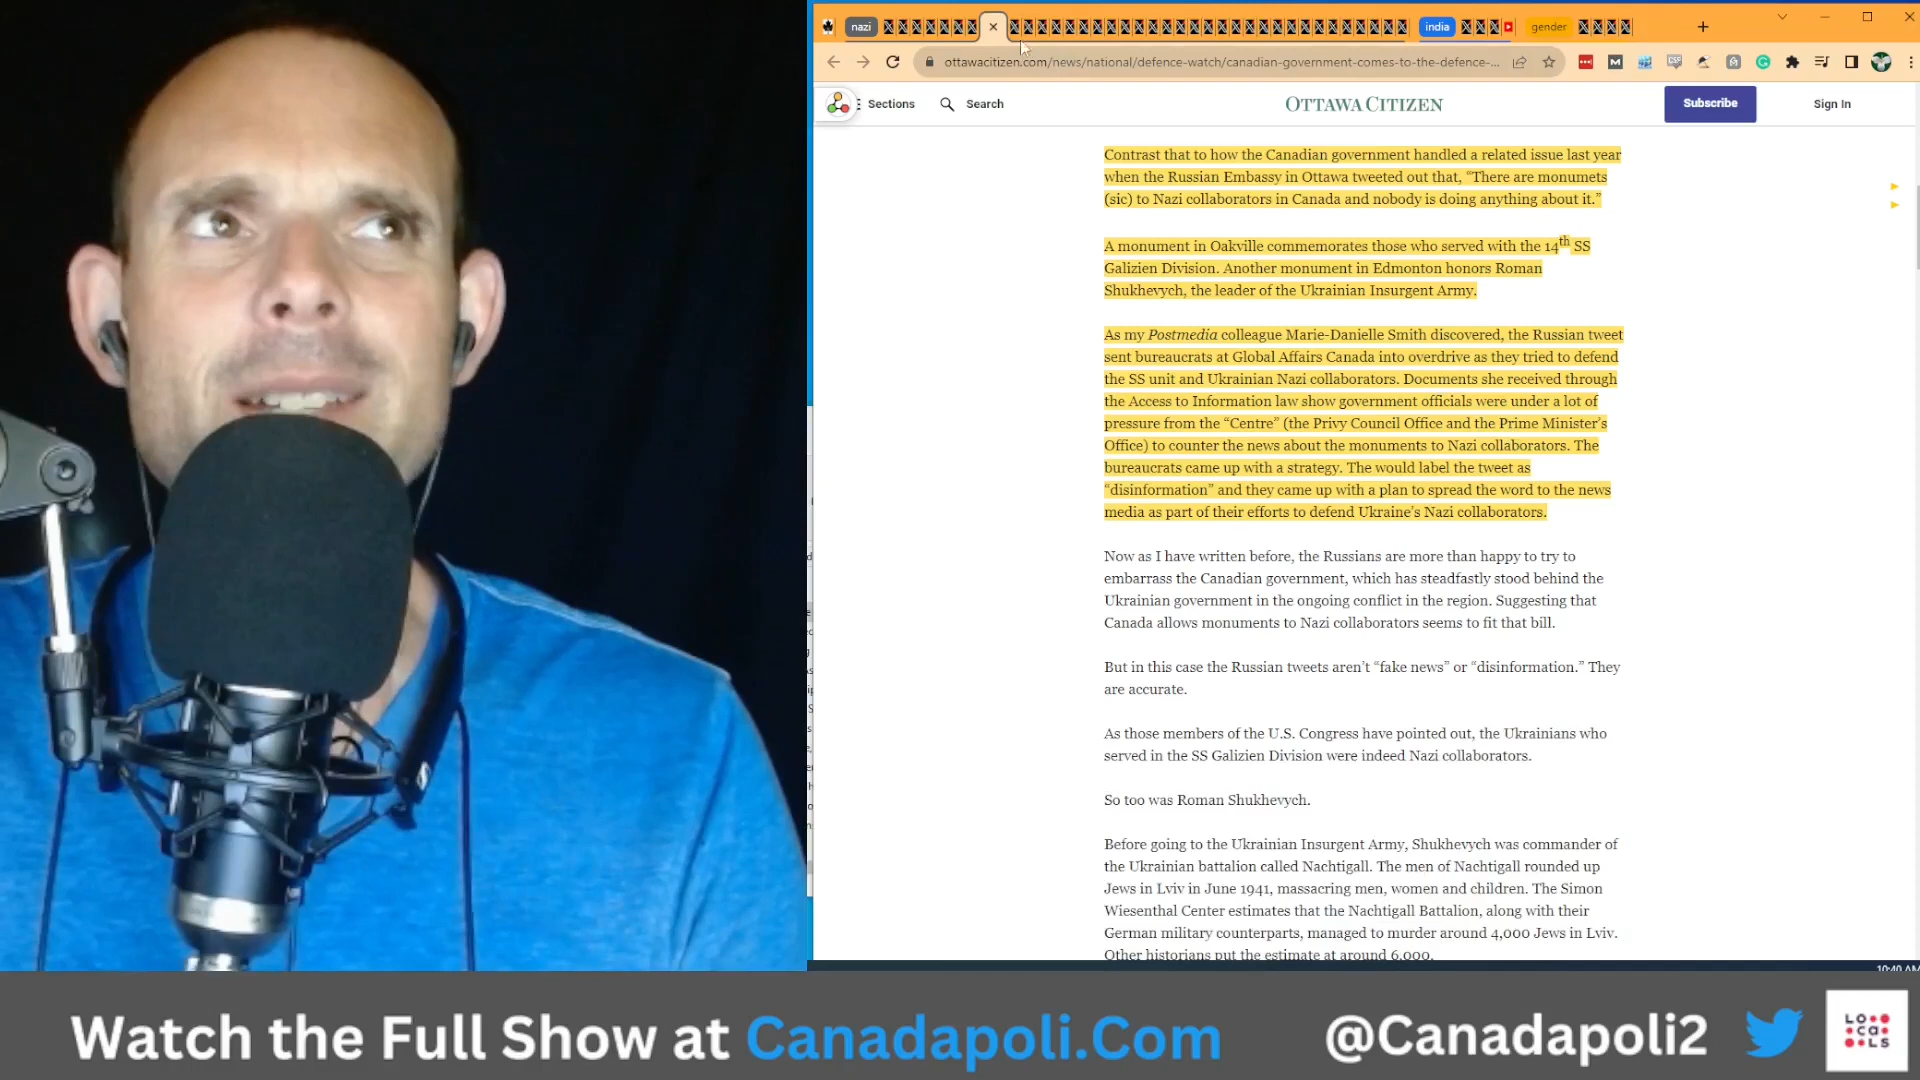 nazi
india
gender
ottawacitizen.com/news/national/defence-watch/canadian-government-comes-to-the-defence-...
Sections
Search
OTTAWA CITIZEN
Subscribe
Sign In
Contrast that to how the Canadian government handled a related issue last year
when the Russian Embassy in Ottawa tweeted out that, “There are monumets
(sic) to Nazi collaborators in Canada and nobody is doing anything about it.”
A monument in Oakville commemorates those who served with the 14th SS
Galizien Division. Another monument in Edmonton honors Roman
Shukhevych, the leader of the Ukrainian Insurgent Army.
As my Postmedia colleague Marie-Danielle Smith discovered, the Russian tweet
sent bureaucrats at Global Affairs Canada into overdrive as they tried to defend
the SS unit and Ukrainian Nazi collaborators. Documents she received through
the Access to Information law show government officials were under a lot of
pressure from the “Centre” (the Privy Council Office and the Prime Minister’s
Office) to counter the news about the monuments to Nazi collaborators. The
bureaucrats came up with a strategy. The would label the tweet as
“disinformation” and they came up with a plan to spread the word to the news
media as part of their efforts to defend Ukraine’s Nazi collaborators.
Now as I have written before, the Russians are more than happy to try to
embarrass the Canadian government, which has steadfastly stood behind the
Ukrainian government in the ongoing conflict in the region. Suggesting that
Canada allows monuments to Nazi collaborators seems to fit that bill.
But in this case the Russian tweets aren’t “fake news” or “disinformation.” They
are accurate.
As those members of the U.S. Congress have pointed out, the Ukrainians who
served in the SS Galizien Division were indeed Nazi collaborators.
So too was Roman Shukhevych.
Before going to the Ukrainian Insurgent Army, Shukhevych was commander of
the Ukrainian battalion called Nachtigall. The men of Nachtigall rounded up
Jews in Lviv in June 1941, massacring men, women and children. The Simon
Wiesenthal Center estimates that the Nachtigall Battalion, along with their
German military counterparts, managed to murder around 4,000 Jews in Lviv.
Other historians put the estimate at around 6,000.
10:40 AM
Watch the Full Show at Canadapoli.Com
@Canadapoli2
LOcaLS